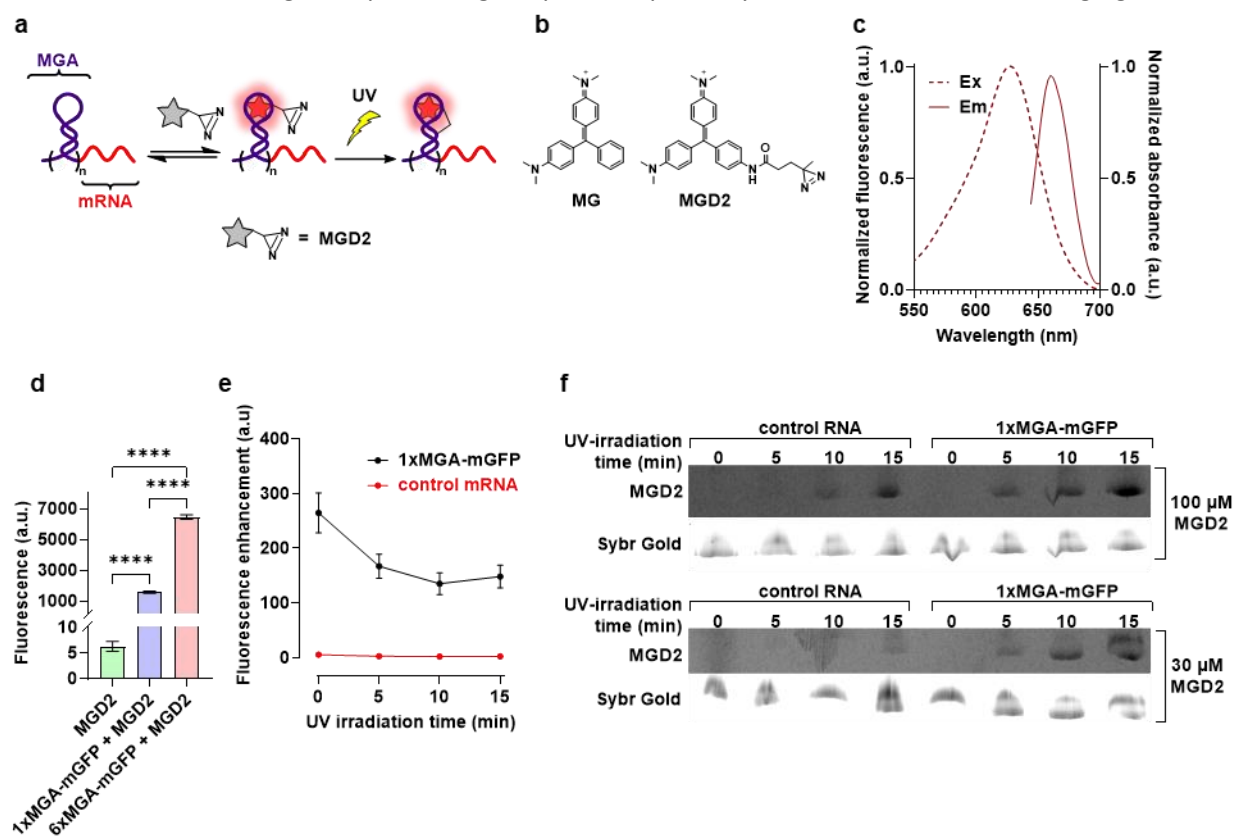 a
MGA
mRNA
n
n
n
N
N
N
N
UV
N
N
= MGD2
b
N
+
N
MG
N
+
N
O
N
H
N
N
MGD2
c
Normalized fluorescence (a.u.)
Normalized absorbance (a.u.)
1.0
0.5
0.0
1.0
0.5
0.0
Ex
Em
550 600 650 700
Wavelength (nm)
d
Fluorescence (a.u.)
7000
5000
3000
1000
10
5
0
****
****
****
MGD2
1xMGA-mGFP + MGD2
6xMGA-mGFP + MGD2
e
Fluorescence enhancement (a.u)
400
300
200
100
0
1xMGA-mGFP
control mRNA
0 5 10 15
UV irradiation time (min)
f
control RNA 1xMGA-mGFP
UV-irradiation
time (min) 0 5 10 15 0 5 10 15
MGD2
Sybr Gold
100 µM
MGD2
control RNA 1xMGA-mGFP
UV-irradiation
time (min) 0 5 10 15 0 5 10 15
MGD2
Sybr Gold
30 µM
MGD2